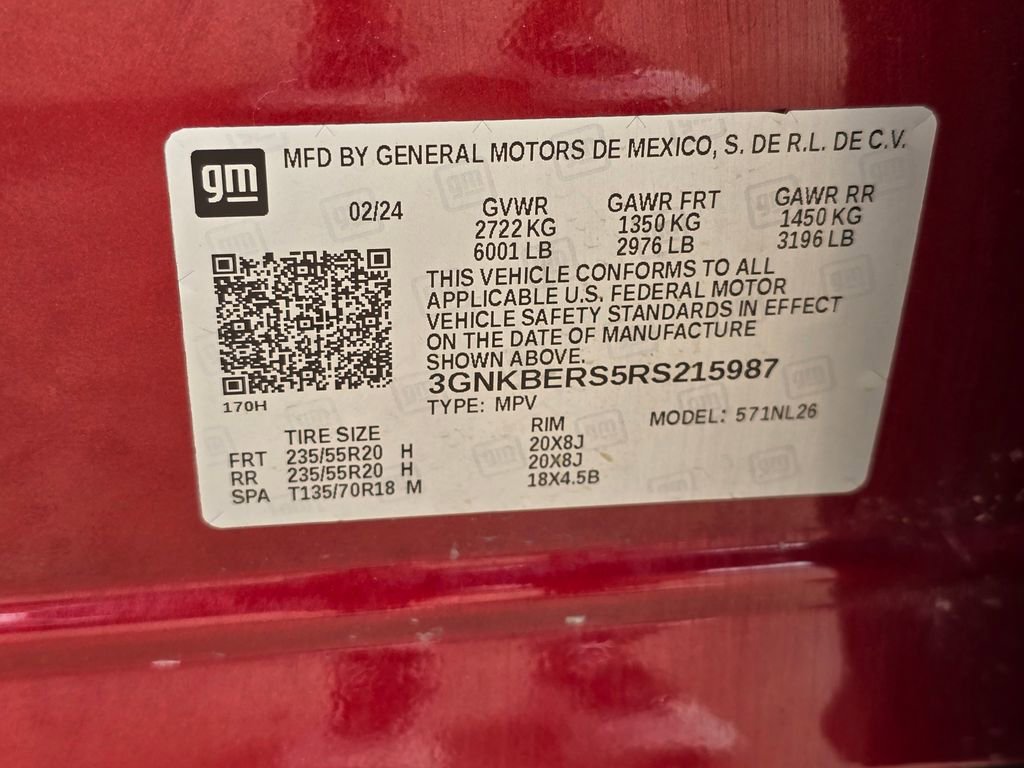 gm
MFD BY GENERAL MOTORS DE MEXICO, S. DE R.L. DE C.V.
02/24
GVWR
2722 KG
6001 LB
GAWR FRT
1350 KG
2976 LB
GAWR RR
1450 KG
3196 LB
THIS VEHICLE CONFORMS TO ALL
APPLICABLE U.S. FEDERAL MOTOR
VEHICLE SAFETY STANDARDS IN EFFECT
ON THE DATE OF MANUFACTURE
SHOWN ABOVE.
3GNKBERS5RS215987
TYPE: MPV
MODEL: 571NL26
170H
TIRE SIZE RIM
FRT 235/55R20 H 20X8J
RR 235/55R20 H 20X8J
SPA T135/70R18 M 18X4.5B